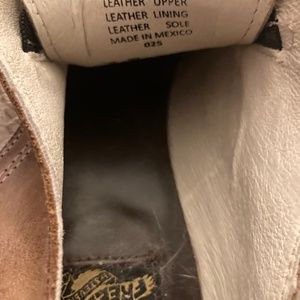 LEATHER UPPER
LEATHER LINING
LEATHER SOLE
MADE IN MEXICO
025